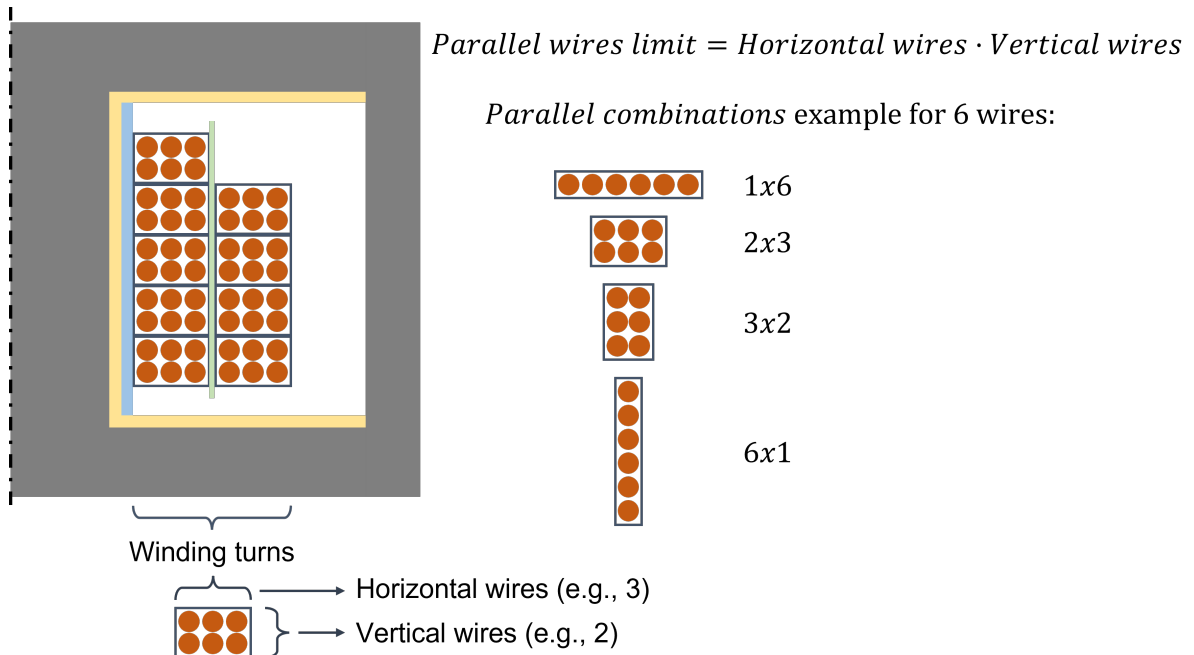 Parallel wires limit = Horizontal wires · Vertical wires
Parallel combinations example for 6 wires:
1x6
2x3
3x2
6x1
Winding turns
Horizontal wires (e.g., 3)
Vertical wires (e.g., 2)